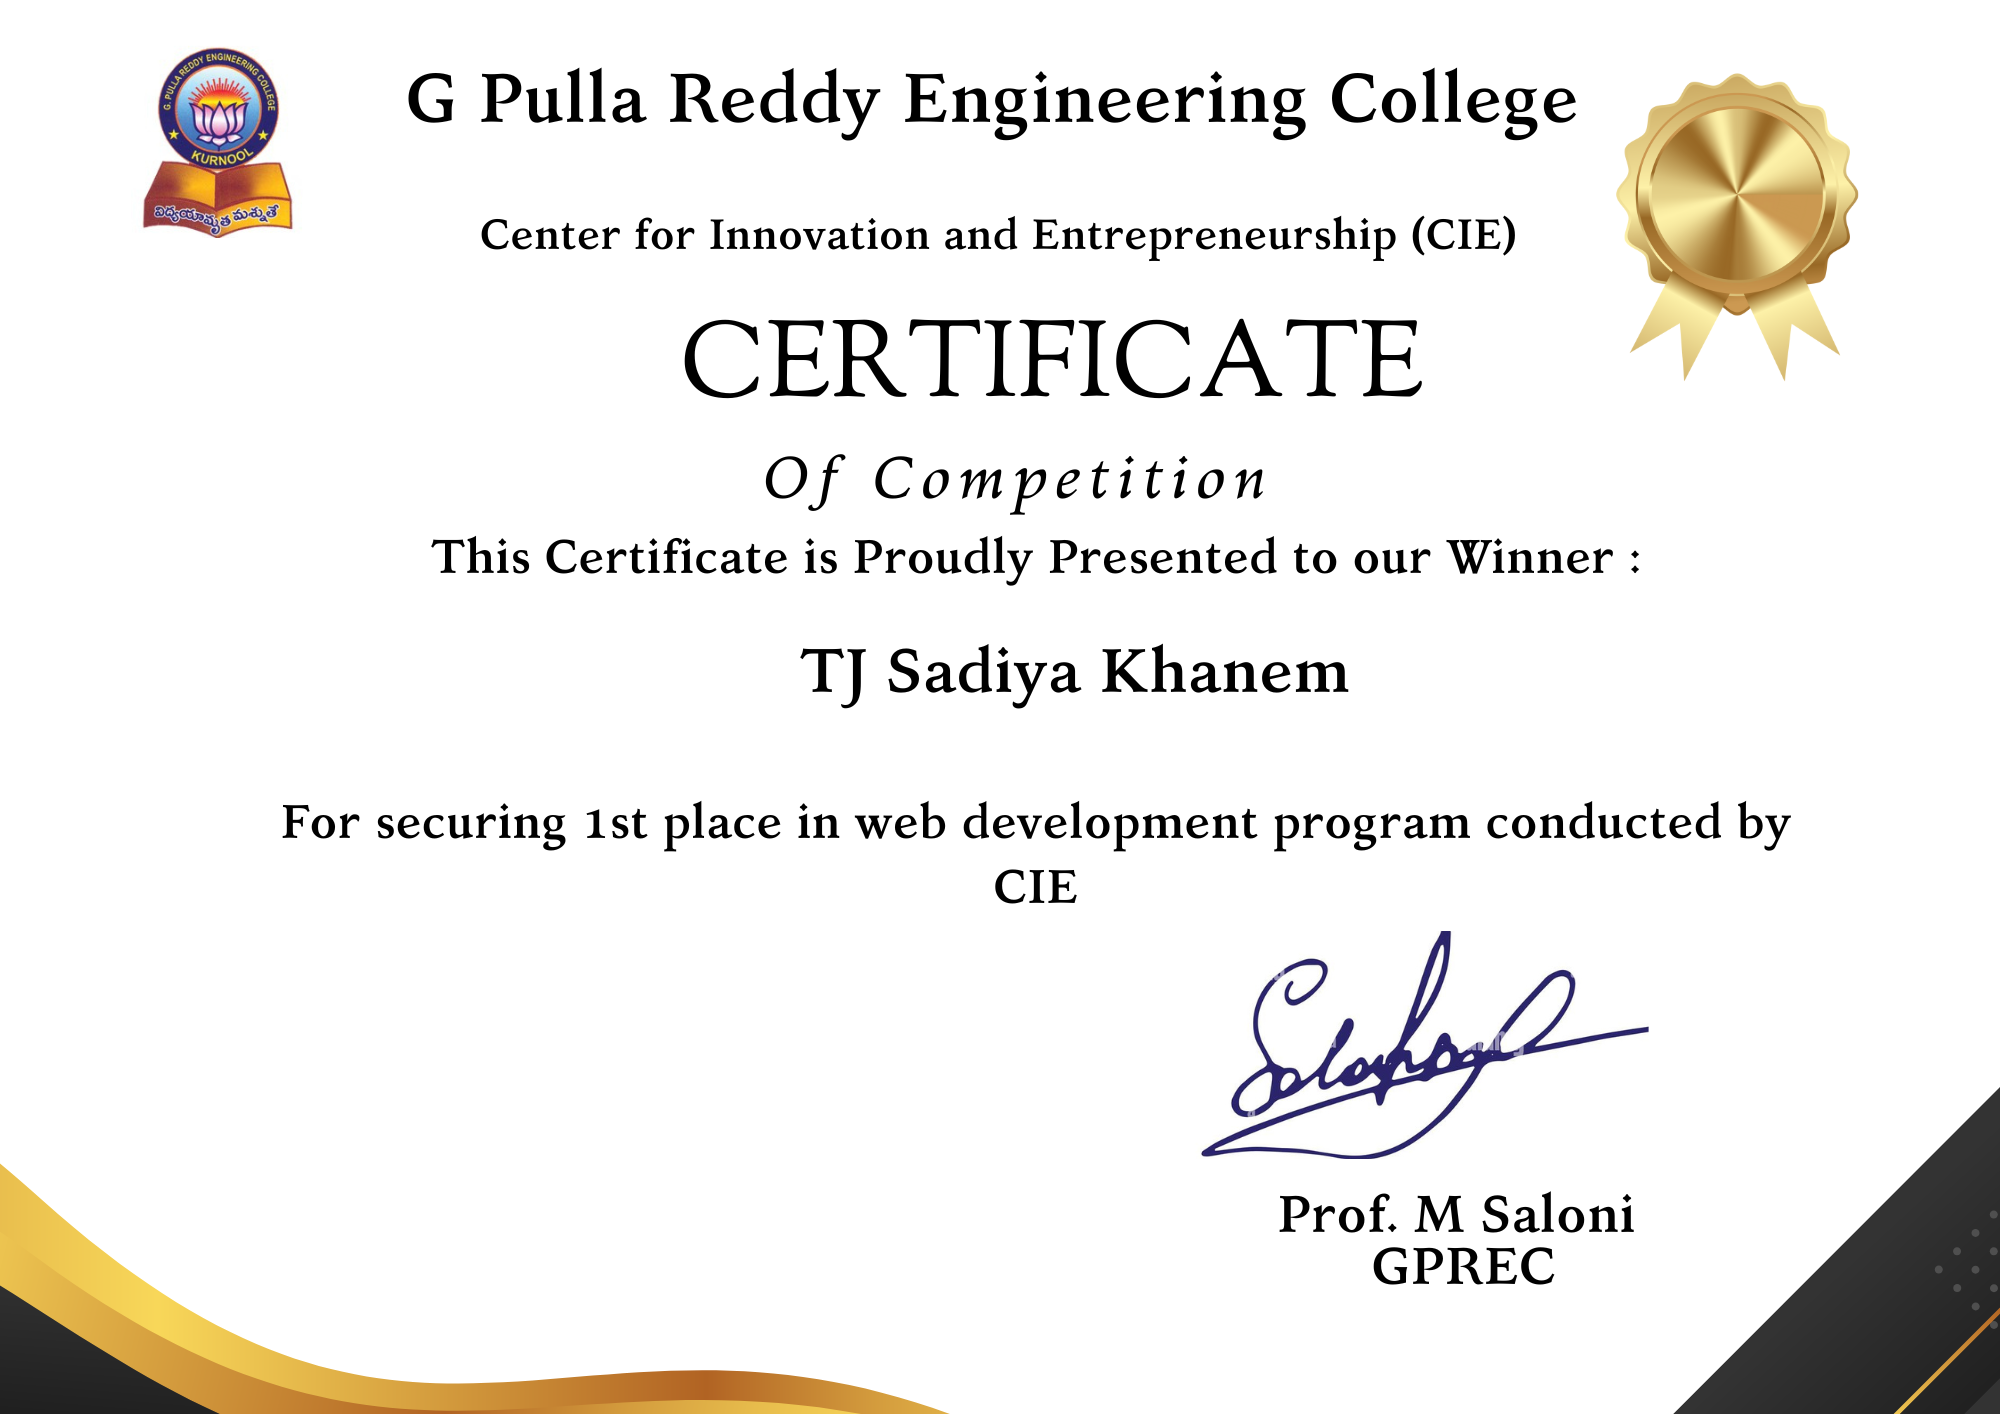 G. PULLA REDDY ENGINEERING COLLEGE
KURNOOL
విద్యయామృత మశ్నుతే
G Pulla Reddy Engineering College
Center for Innovation and Entrepreneurship (CIE)
CERTIFICATE
Of Competition
This Certificate is Proudly Presented to our Winner :
TJ Sadiya Khanem
For securing 1st place in web development program conducted by
CIE
Prof. M Saloni
GPREC